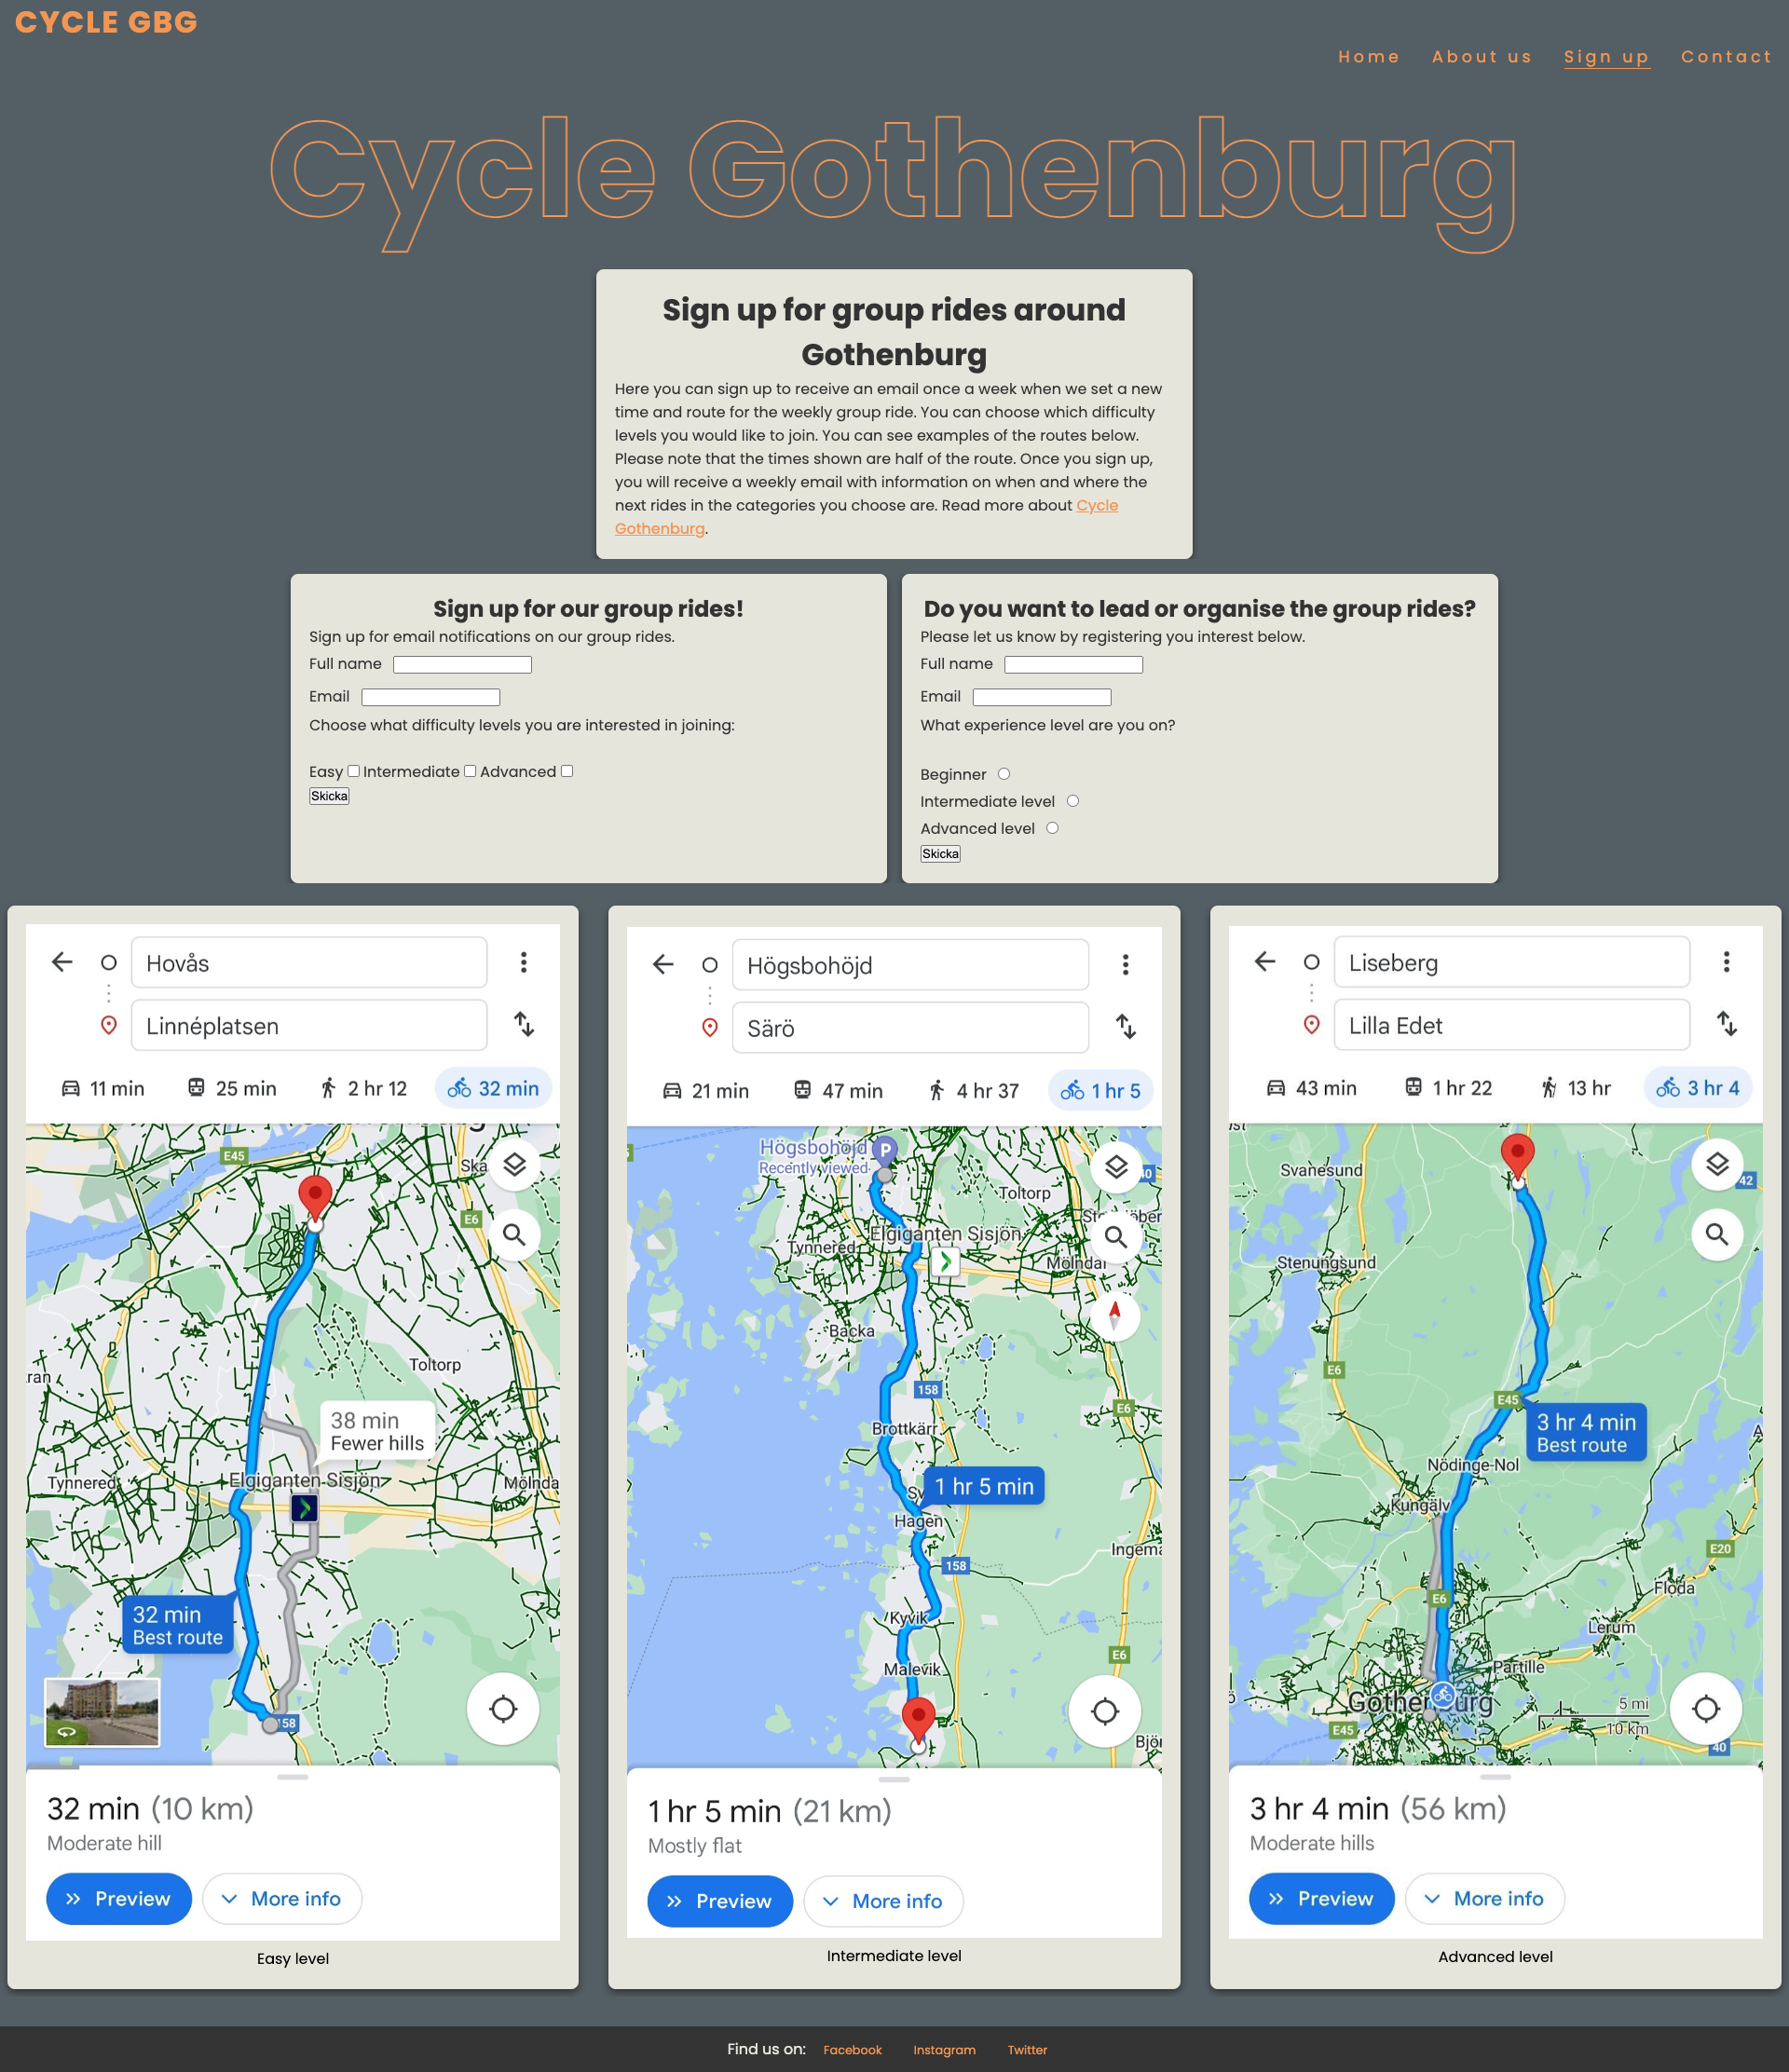 CYCLE GBG
Home About us Sign up Contact
Cycle Gothenburg
Sign up for group rides around
Gothenburg
Here you can sign up to receive an email once a week when we set a new
time and route for the weekly group ride. You can choose which difficulty
levels you would like to join. You can see examples of the routes below.
Please note that the times shown are half of the route. Once you sign up,
you will receive a weekly email with information on when and where the
next rides in the categories you choose are. Read more about Cycle
Gothenburg.
Sign up for our group rides!
Sign up for email notifications on our group rides.
Full name
Email
Choose what difficulty levels you are interested in joining:
Easy Intermediate Advanced
Skicka
Do you want to lead or organise the group rides?
Please let us know by registering you interest below.
Full name
Email
What experience level are you on?
Beginner
Intermediate level
Advanced level
Skicka
Hovås
Linnéplatsen
11 min 25 min 2 hr 12 32 min
E45
Ska
E6
Toltorp
ran
38 min
Fewer hills
Elgiganten Sisjön
Tynnered
Mölnda
32 min
Best route
158
32 min (10 km)
Moderate hill
Preview More info
Easy level
Högsbohöjd
Särö
21 min 47 min 4 hr 37 1 hr 5
Högsbohöjd P
Recently viewed
40
Toltorp
Elgiganten Sisjön
Tynnered
Mölndal
Backa
158
E6
Brottkärr
1 hr 5 min
Hagen
Ingema
158
Kyvik
E6
Malevik
Björ
1 hr 5 min (21 km)
Mostly flat
Preview More info
Intermediate level
Liseberg
Lilla Edet
43 min 1 hr 22 13 hr 3 hr 4
Svanesund
42
Stenungsund
E6
E45
3 hr 4 min
Best route
Nödinge-Nol
Kungälv
E20
Floda
E6
Lerum
Partille
Gothenburg
5 mi
10 km
E45
40
3 hr 4 min (56 km)
Moderate hills
Preview More info
Advanced level
Find us on: Facebook Instagram Twitter